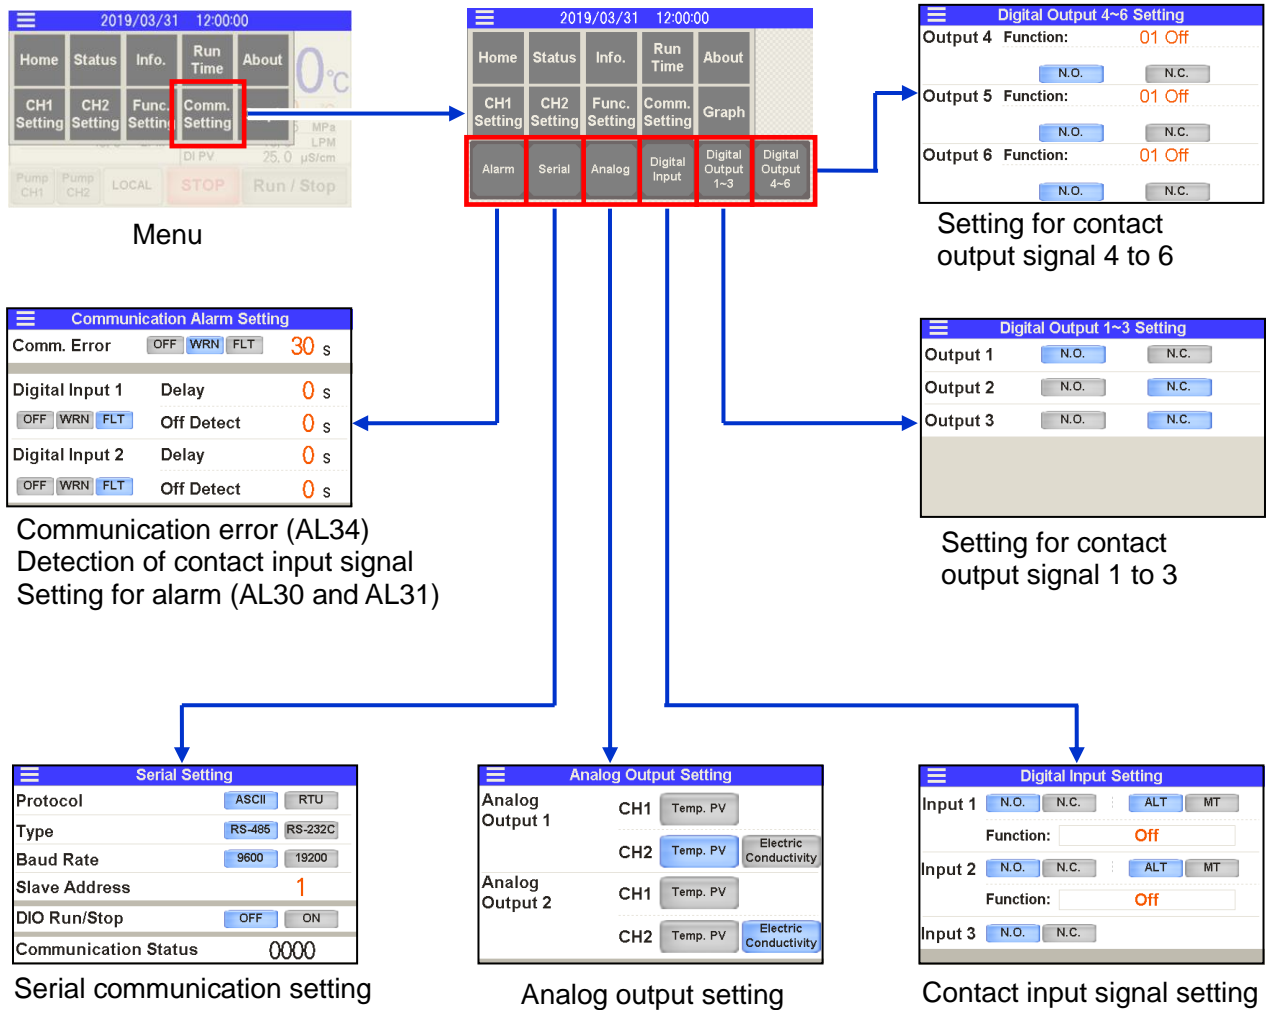 2019/03/31 12:00:00
Home Status Info. Run Time About
CH1 Setting CH2 Setting Func. Setting Comm. Setting
0 °C
MPa
LPM
DI PV 25.0 µS/cm
Pump CH1 Pump CH2 LOCAL STOP Run / Stop
Menu
2019/03/31 12:00:00
Home Status Info. Run Time About
CH1 Setting CH2 Setting Func. Setting Comm. Setting Graph
Alarm Serial Analog Digital Input Digital Output 1~3 Digital Output 4~6
Digital Output 4~6 Setting
Output 4 Function: 01 Off
N.O. N.C.
Output 5 Function: 01 Off
N.O. N.C.
Output 6 Function: 01 Off
N.O. N.C.
Setting for contact
output signal 4 to 6
Communication Alarm Setting
Comm. Error OFF WRN FLT 30 s
Digital Input 1 Delay 0 s
OFF WRN FLT Off Detect 0 s
Digital Input 2 Delay 0 s
OFF WRN FLT Off Detect 0 s
Communication error (AL34)
Detection of contact input signal
Setting for alarm (AL30 and AL31)
Digital Output 1~3 Setting
Output 1 N.O. N.C.
Output 2 N.O. N.C.
Output 3 N.O. N.C.
Setting for contact
output signal 1 to 3
Serial Setting
Protocol ASCII RTU
Type RS-485 RS-232C
Baud Rate 9600 19200
Slave Address 1
DIO Run/Stop OFF ON
Communication Status 0000
Serial communication setting
Analog Output Setting
Analog Output 1 CH1 Temp. PV
CH2 Temp. PV Electric Conductivity
Analog Output 2 CH1 Temp. PV
CH2 Temp. PV Electric Conductivity
Analog output setting
Digital Input Setting
Input 1 N.O. N.C. ALT MT
Function: Off
Input 2 N.O. N.C. ALT MT
Function: Off
Input 3 N.O. N.C.
Contact input signal setting